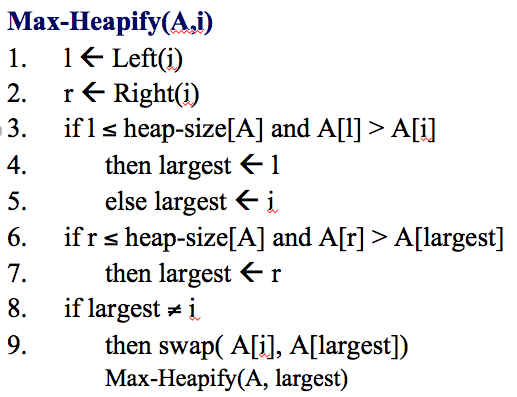 Max-Heapify(A,i)
1. l ← Left(i)
2. r ← Right(i)
3. if l ≤ heap-size[A] and A[l] > A[i]
4. then largest ← l
5. else largest ← i
6. if r ≤ heap-size[A] and A[r] > A[largest]
7. then largest ← r
8. if largest ≠ i
9. then swap( A[i], A[largest])
Max-Heapify(A, largest)